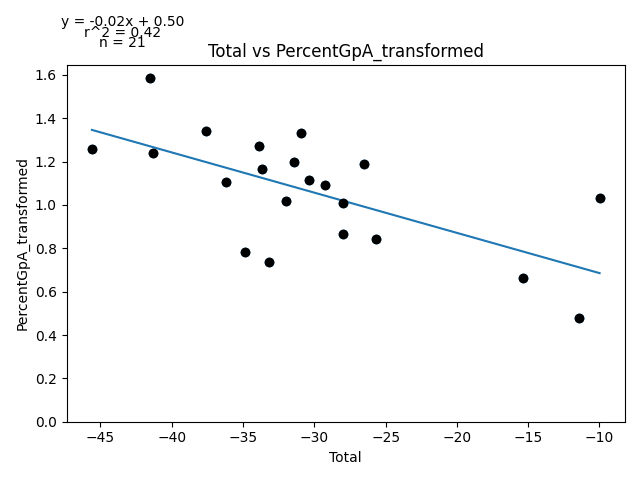 y = -0.02x + 0.50
r^2 = 0.42
n = 21
Total vs PercentGpA_transformed
1.6
1.4
1.2
1.0
0.8
0.6
0.4
0.2
0.0
PercentGpA_transformed
−45 −40 −35 −30 −25 −20 −15 −10
Total